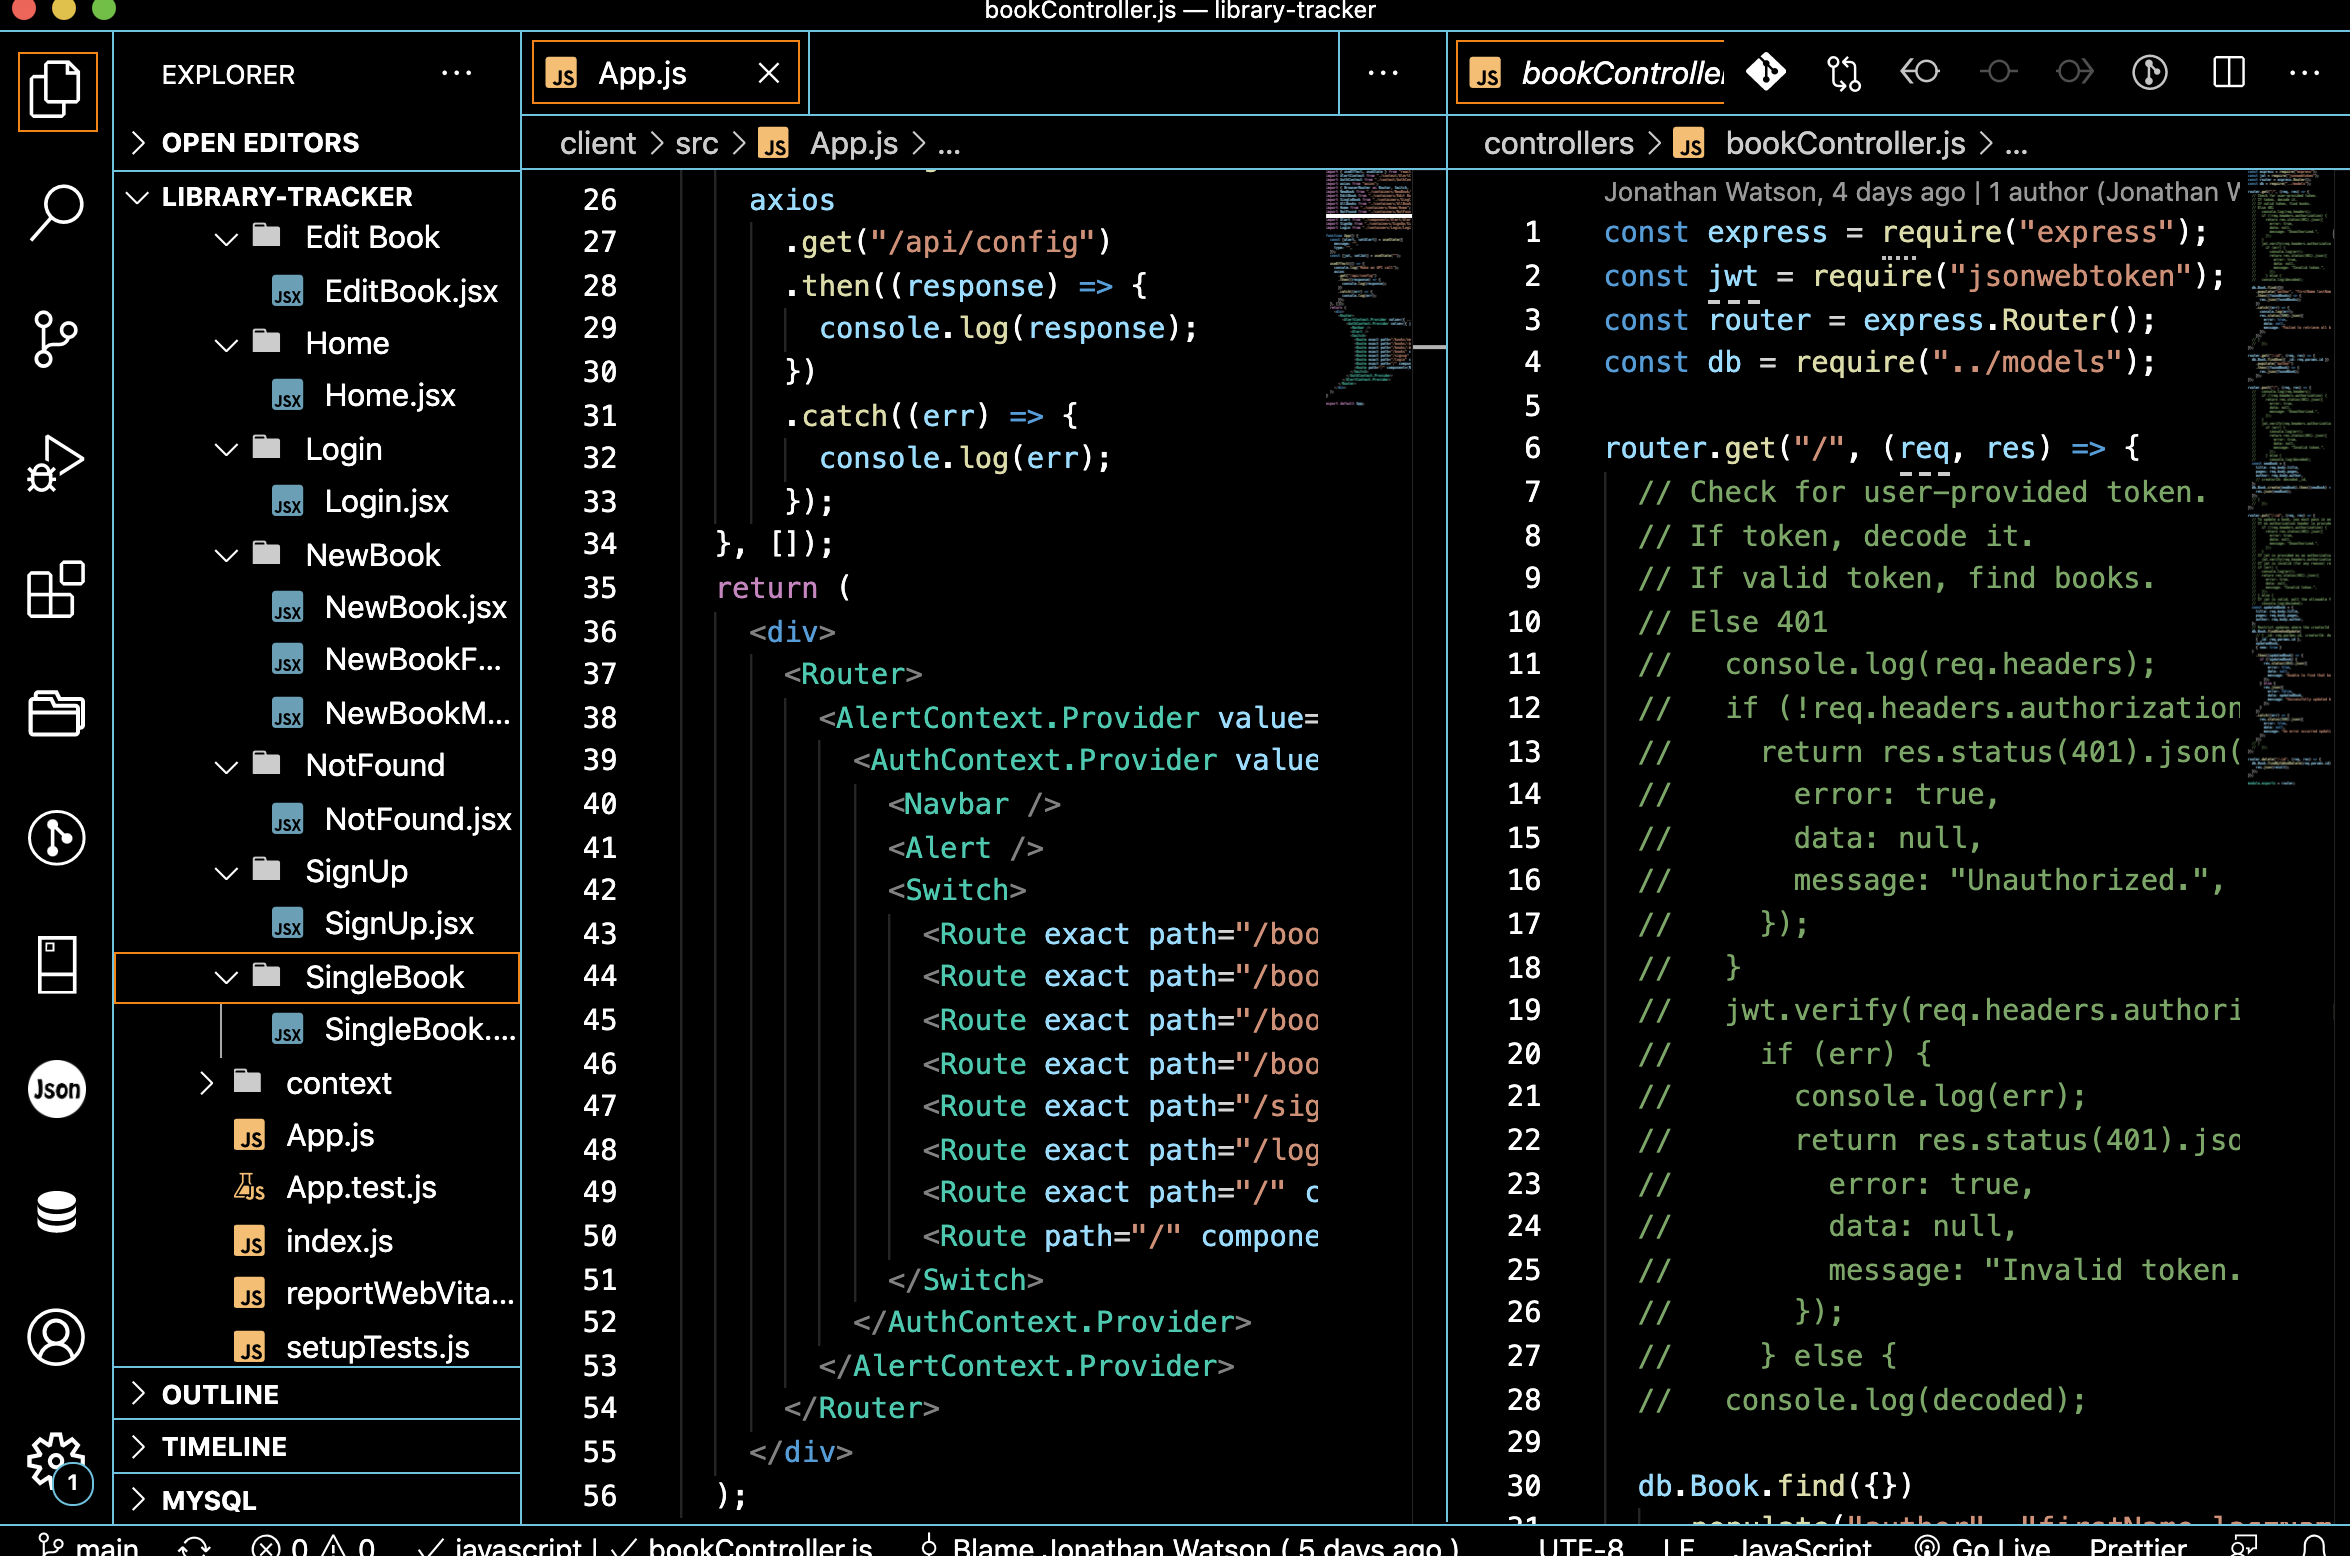 bookController.js — library-tracker
EXPLORER
OPEN EDITORS
LIBRARY-TRACKER
Edit Book
EditBook.jsx
Home
Home.jsx
Login
Login.jsx
NewBook
NewBook.jsx
NewBookF...
NewBookM...
NotFound
NotFound.jsx
SignUp
SignUp.jsx
SingleBook
SingleBook....
context
App.js
App.test.js
index.js
reportWebVita...
setupTests.js
OUTLINE
TIMELINE
MYSQL
Json
1
App.js
client > src > JS App.js > ...
26 axios
27 .get("/api/config")
28 .then((response) => {
29 console.log(response);
30 })
31 .catch((err) => {
32 console.log(err);
33 });
34 }, []);
35 return (
36 <div>
37 <Router>
38 <AlertContext.Provider value=
39 <AuthContext.Provider value
40 <Navbar />
41 <Alert />
42 <Switch>
43 <Route exact path="/boo
44 <Route exact path="/boo
45 <Route exact path="/boo
46 <Route exact path="/boo
47 <Route exact path="/sig
48 <Route exact path="/log
49 <Route exact path="/" c
50 <Route path="/" compone
51 </Switch>
52 </AuthContext.Provider>
53 </AlertContext.Provider>
54 </Router>
55 </div>
56 );
bookController
controllers > JS bookController.js > ...
Jonathan Watson, 4 days ago | 1 author (Jonathan W
1 const express = require("express");
2 const jwt = require("jsonwebtoken");
3 const router = express.Router();
4 const db = require("../models");
5
6 router.get("/", (req, res) => {
7 // Check for user-provided token.
8 // If token, decode it.
9 // If valid token, find books.
10 // Else 401
11 // console.log(req.headers);
12 // if (!req.headers.authorization
13 // return res.status(401).json(
14 // error: true,
15 // data: null,
16 // message: "Unauthorized.",
17 // });
18 // }
19 // jwt.verify(req.headers.authori
20 // if (err) {
21 // console.log(err);
22 // return res.status(401).jso
23 // error: true,
24 // data: null,
25 // message: "Invalid token.
26 // });
27 // } else {
28 // console.log(decoded);
29
30 db.Book.find({})
31 .populate("author", "firstName lastnam
main 0 0 javascript | bookController.js Blame Jonathan Watson ( 5 days ago ) UTF-8 LF JavaScript Go Live Prettier